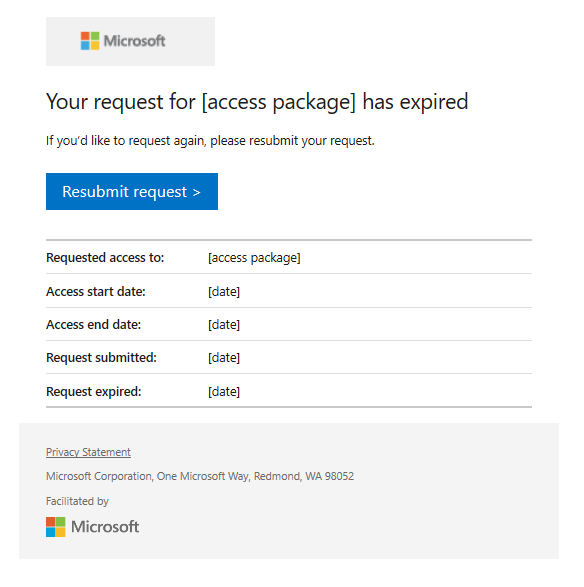 Microsoft
Your request for [access package] has expired
If you'd like to request again, please resubmit your request.
Resubmit request >
Requested access to: [access package]
Access start date: [date]
Access end date: [date]
Request submitted: [date]
Request expired: [date]
Privacy Statement
Microsoft Corporation, One Microsoft Way, Redmond, WA 98052
Facilitated by
Microsoft